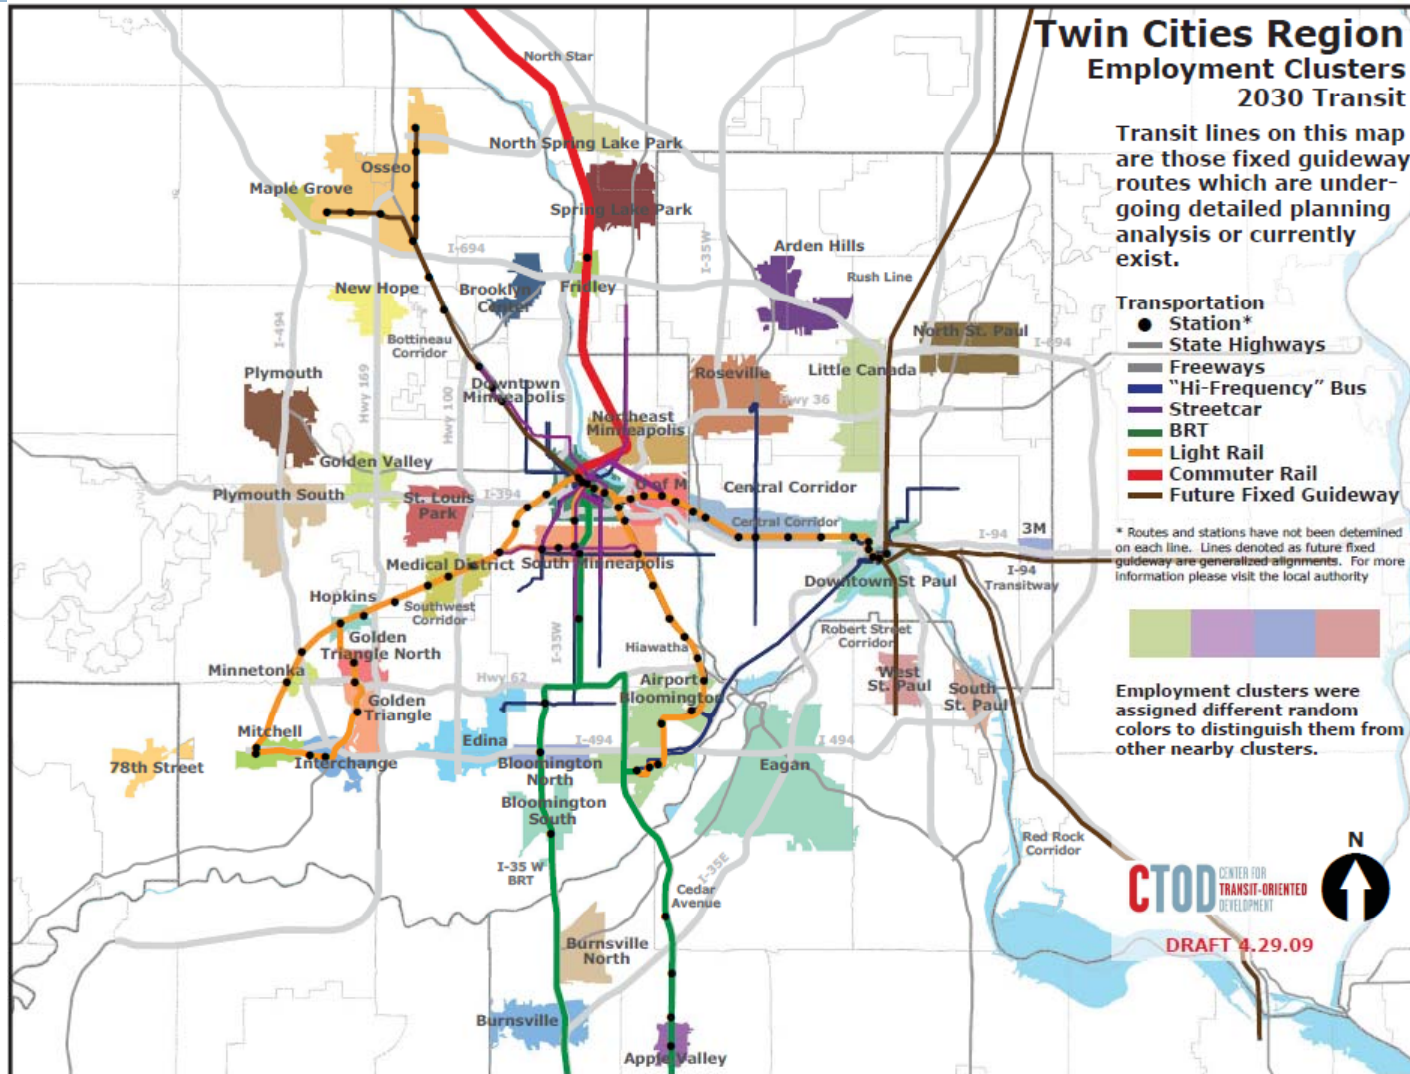 Twin Cities Region
Employment Clusters
2030 Transit
Transit lines on this map
are those fixed guideway
routes which are under-
going detailed planning
analysis or currently
exist.
Transportation
Station*
State Highways
Freeways
"Hi-Frequency" Bus
Streetcar
BRT
Light Rail
Commuter Rail
Future Fixed Guideway
* Routes and stations have not been detemined
on each line. Lines denoted as future fixed
guideway are generalized alignments. For more
information please visit the local authority
Employment clusters were
assigned different random
colors to distinguish them from
other nearby clusters.
CTOD
CENTER FOR
TRANSIT-ORIENTED
DEVELOPMENT
N
DRAFT 4.29.09
North Star
North Spring Lake Park
Osseo
Maple Grove
Spring Lake Park
I-694
I-35W
Arden Hills
Rush Line
New Hope
Brooklyn
Center
Fridley
I-494
Bottineau
Corridor
North St. Paul
I-694
Plymouth
Hwy 169
Hwy 100
Downtown
Minneapolis
Roseville
Little Canada
Hwy 36
Northeast
Minneapolis
Golden Valley
Plymouth South
St. Louis
Park
I-394
U of M
Central Corridor
Central Corridor
I-94
3M
I-94
Transitway
Medical District
South Minneapolis
Downtown St Paul
Hopkins
Southwest
Corridor
Golden
Triangle North
I-35W
Hiawatha
Robert Street
Corridor
Minnetonka
Hwy 62
Airport
Bloomington
West
St. Paul
South
St. Paul
Golden
Triangle
Mitchell
Edina
I-494
I 494
78th Street
Interchange
Bloomington
North
Eagan
Bloomington
South
I-35 W
BRT
I-35E
Cedar
Avenue
Red Rock
Corridor
Burnsville
North
Burnsville
Apple Valley